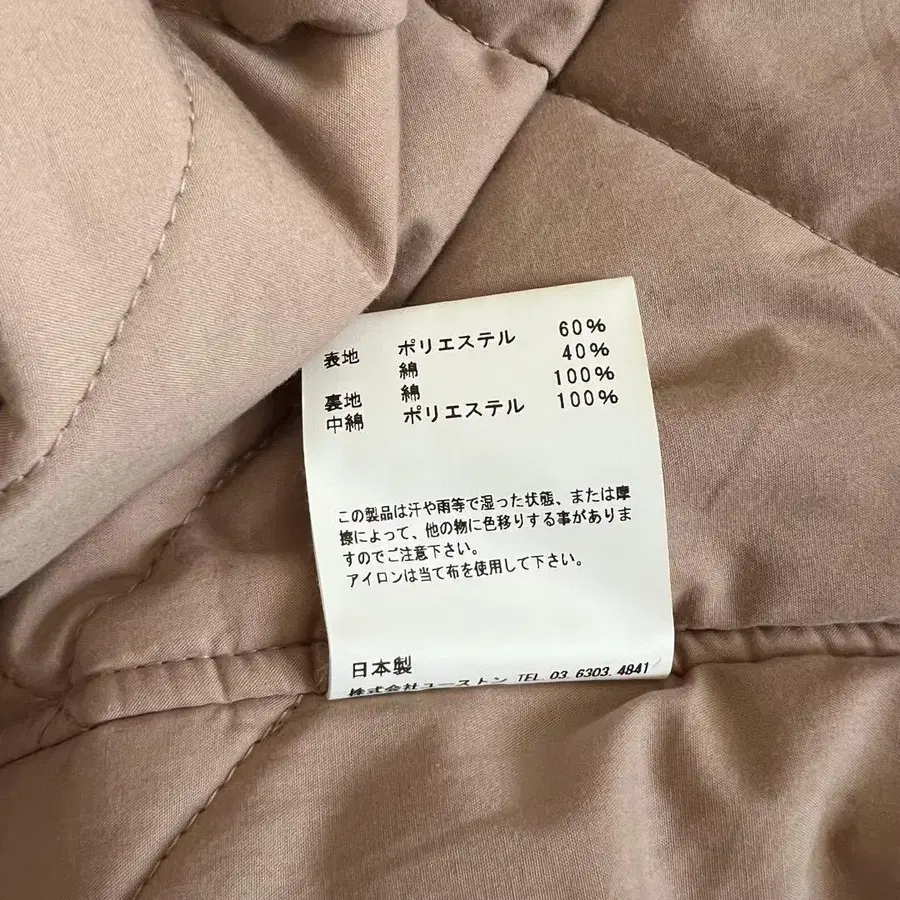 表地 ポリエステル 60%
綿 40%
裏地 綿 100%
中綿 ポリエステル 100%
この製品は汗や雨等で湿った状態、または摩
擦によって、他の物に色移りする事がありま
すのでご注意下さい。
アイロンは当て布を使用して下さい。
日本製
株式会社ユーストン TEL 03.6303.4841